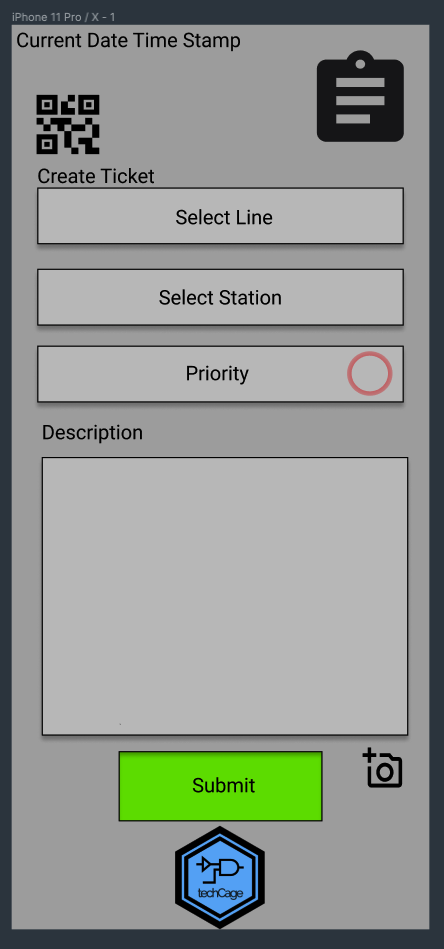 iPhone 11 Pro / X - 1
Current Date Time Stamp
Create Ticket
Select Line
Select Station
Priority
Description
Submit
techCage